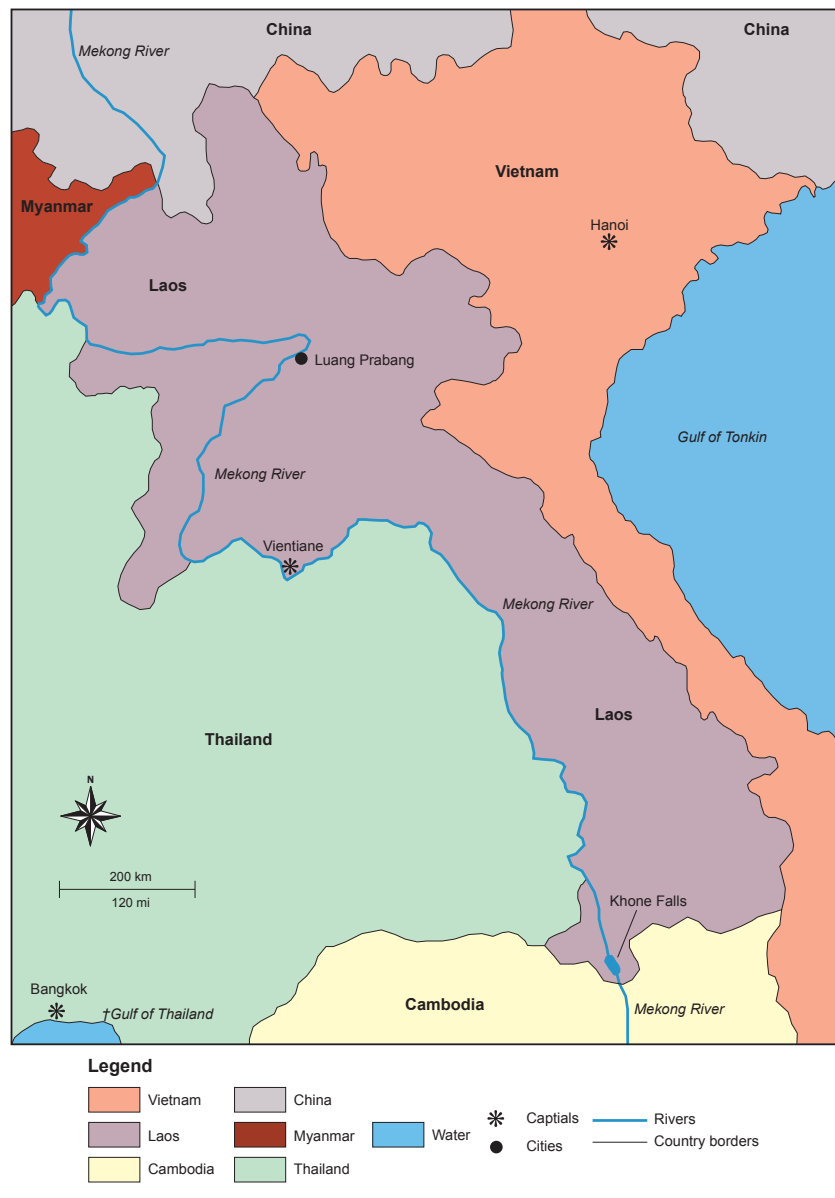 China
China
Mekong River
Vietnam
Myanmar
Hanoi
Laos
Luang Prabang
Gulf of Tonkin
Mekong River
Vientiane
Mekong River
Laos
Thailand
N
200 km
120 mi
Khone Falls
Bangkok
†Gulf of Thailand
Cambodia
Mekong River
Legend
Vietnam
China
Laos
Myanmar
Water
Cambodia
Thailand
Captials
Rivers
Cities
Country borders